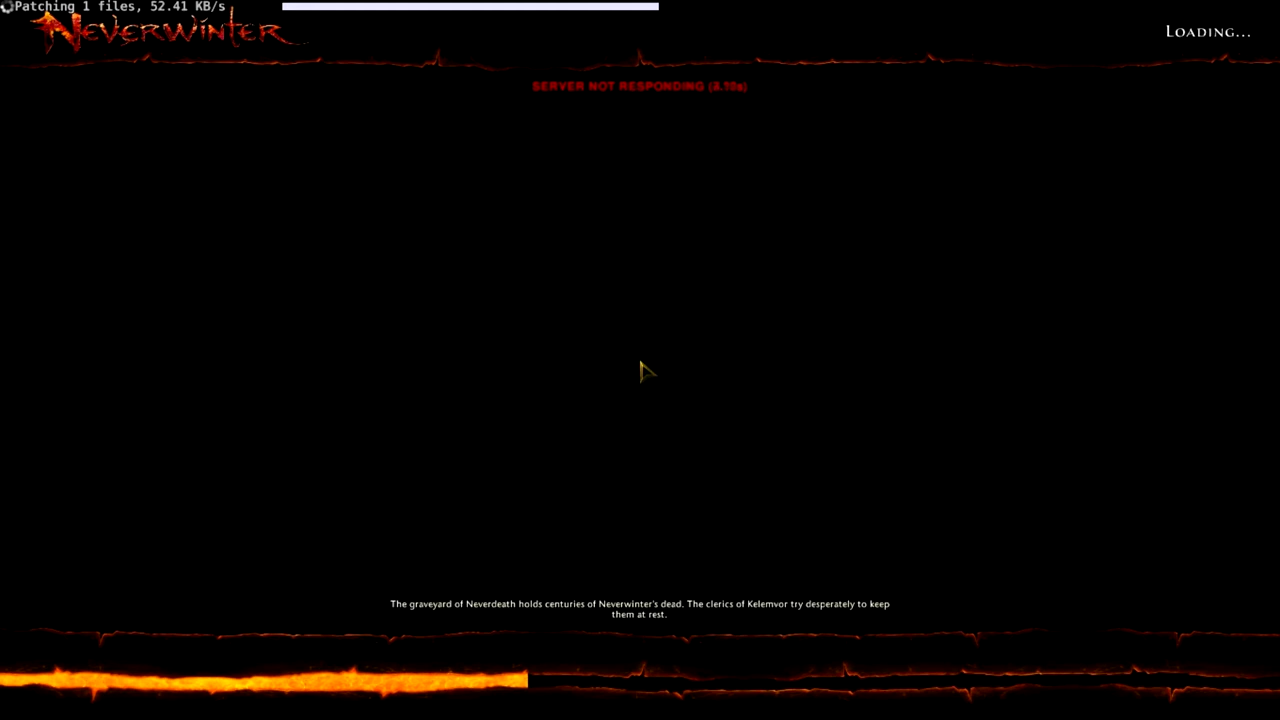 Patching 1 files, 52.41 KB/s
NEVERWINTER
LOADING...
SERVER NOT RESPONDING
The graveyard of Neverdeath holds centuries of Neverwinter's dead. The clerics of Kelemvor try desperately to keep
them at rest.